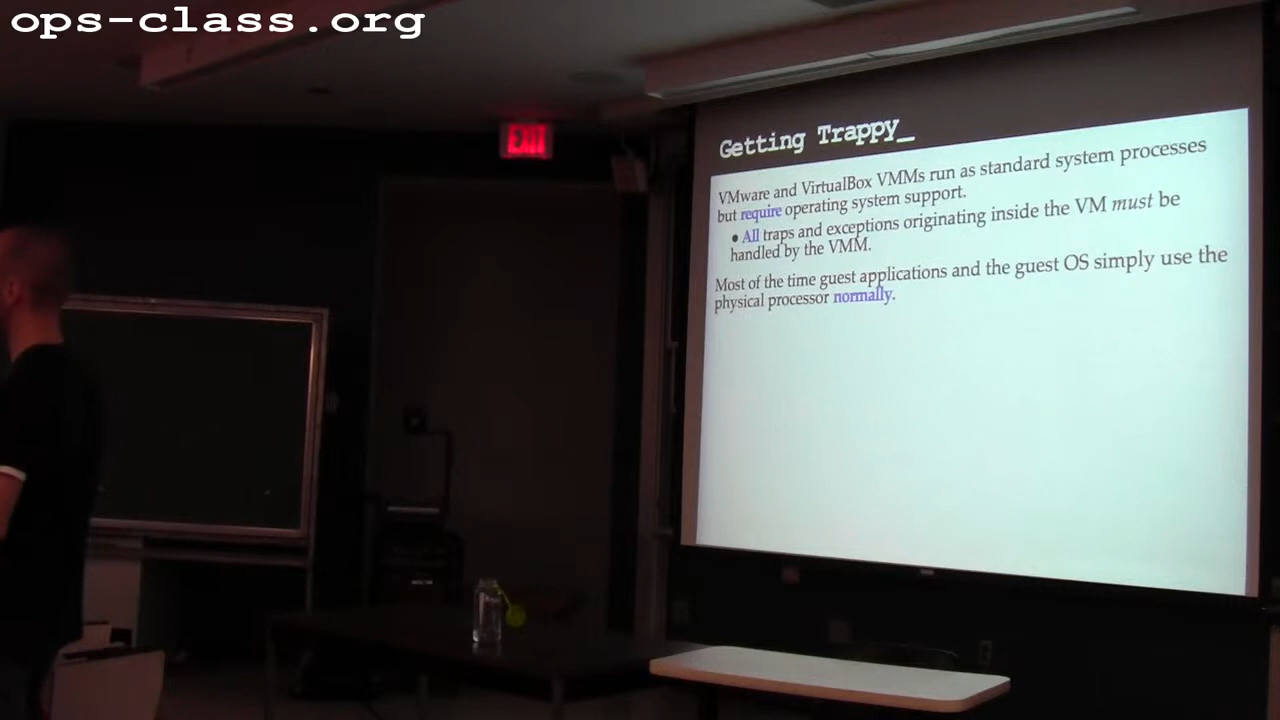 ops-class.org
EXIT
Getting Trappy_
VMware and VirtualBox VMMs run as standard system processes
but require operating system support.
• All traps and exceptions originating inside the VM must be
handled by the VMM.
Most of the time guest applications and the guest OS simply use the
physical processor normally.